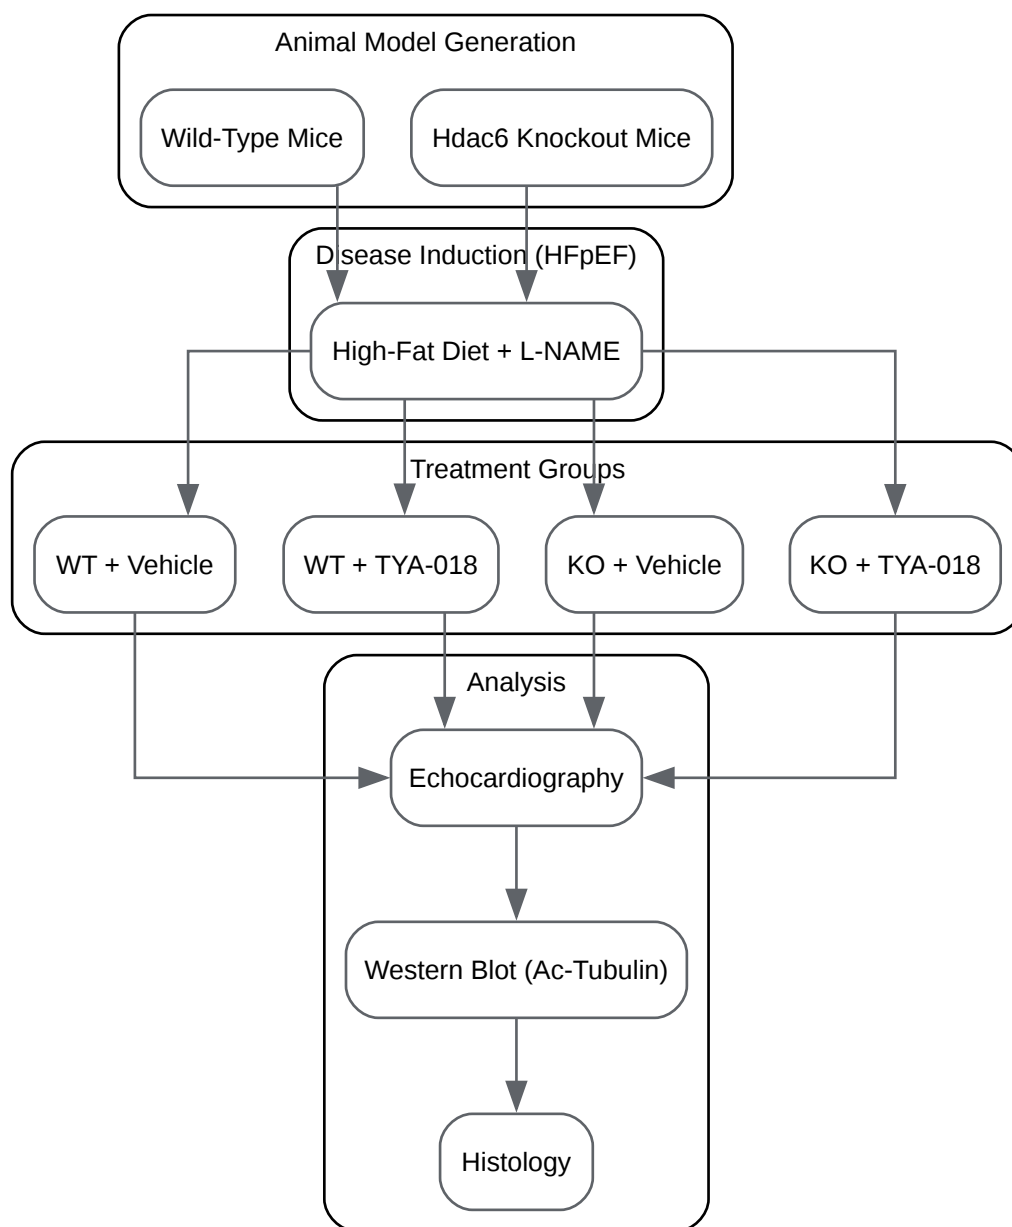 Animal Model Generation
Wild-Type Mice
Hdac6 Knockout Mice
Disease Induction (HFpEF)
High-Fat Diet + L-NAME
Treatment Groups
WT + Vehicle
WT + TYA-018
KO + Vehicle
KO + TYA-018
Analysis
Echocardiography
Western Blot (Ac-Tubulin)
Histology